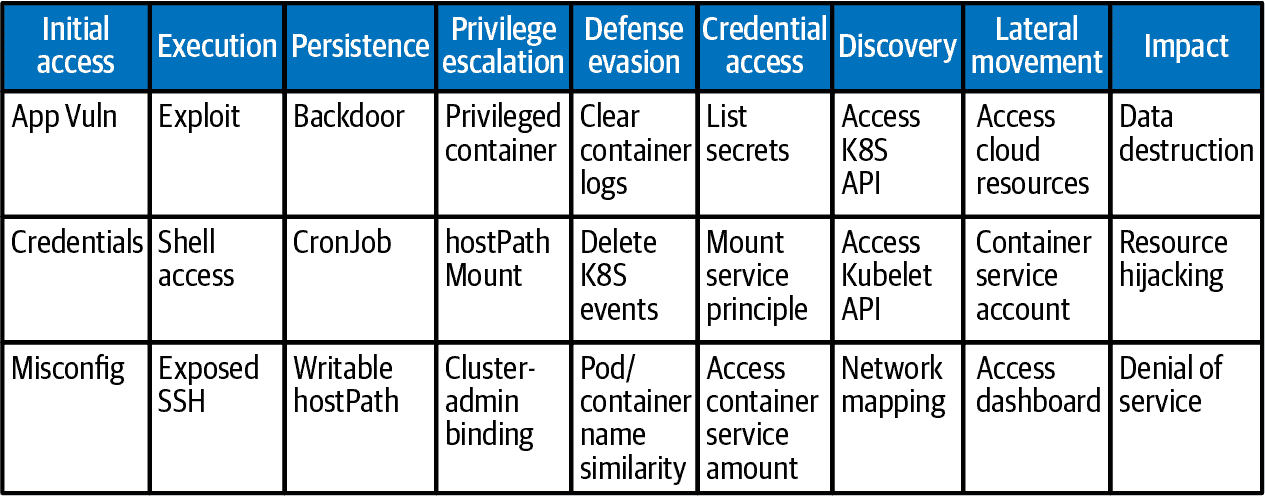 Initial access
Execution
Persistence
Privilege escalation
Defense evasion
Credential access
Discovery
Lateral movement
Impact
App Vuln
Exploit
Backdoor
Privileged container
Clear container logs
List secrets
Access K8S API
Access cloud resources
Data destruction
Credentials
Shell access
CronJob
hostPath Mount
Delete K8S events
Mount service principle
Access Kubelet API
Container service account
Resource hijacking
Misconfig
Exposed SSH
Writable hostPath
Cluster-admin binding
Pod/container name similarity
Access container service amount
Network mapping
Access dashboard
Denial of service